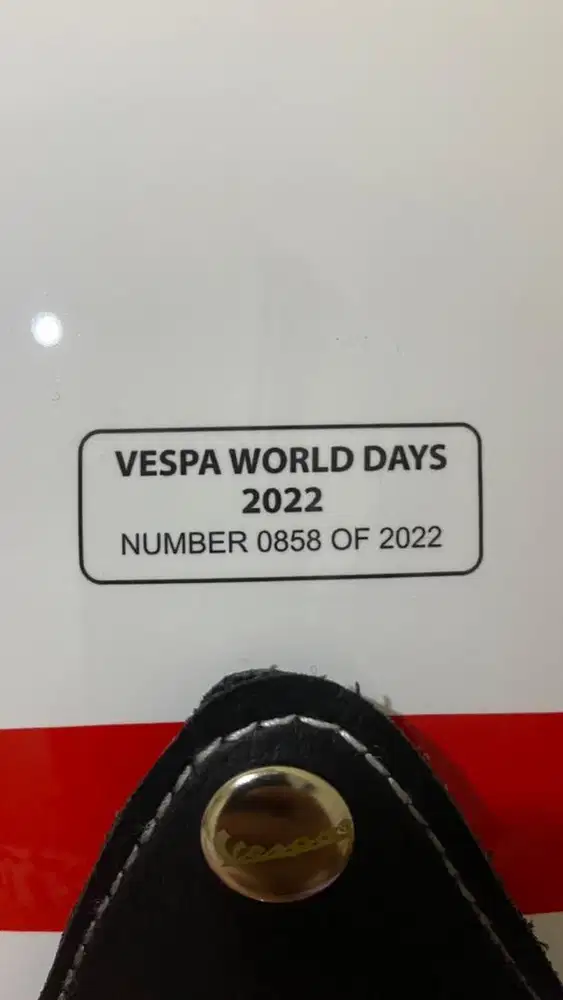 VESPA WORLD DAYS
2022
NUMBER 0858 OF 2022
Vespa